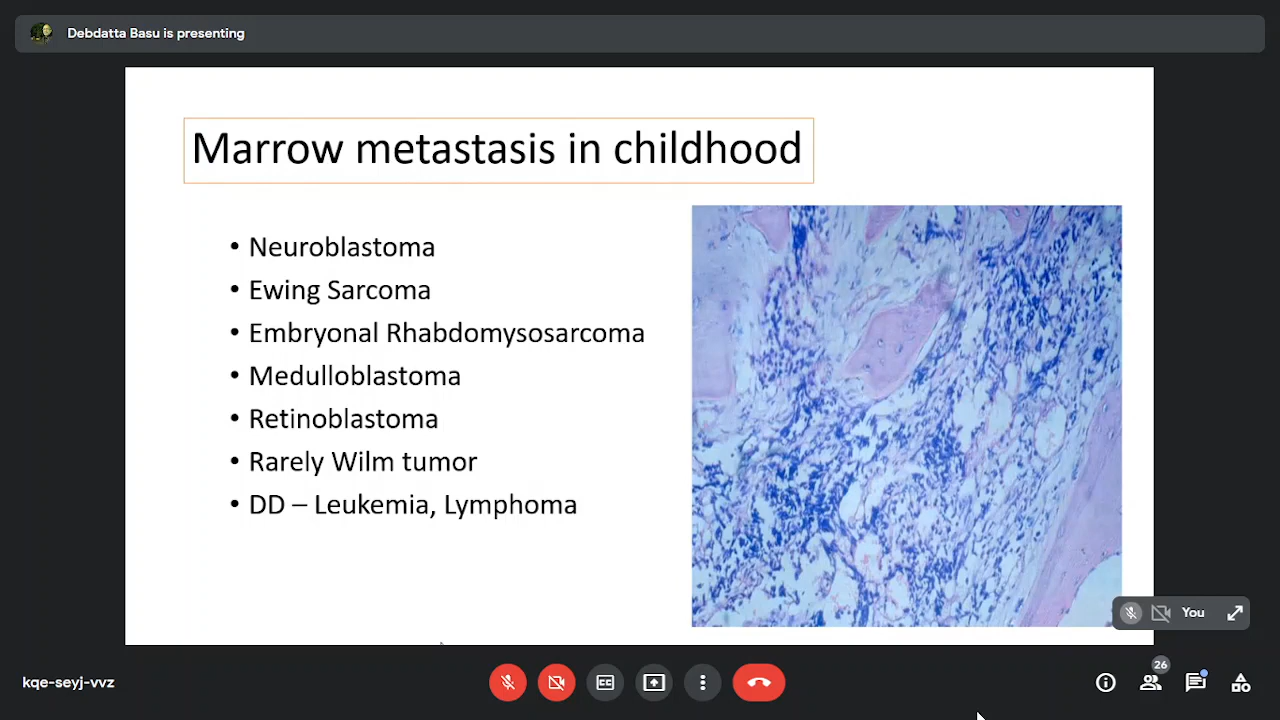 Debdatta Basu is presenting
Marrow metastasis in childhood
• Neuroblastoma
• Ewing Sarcoma
• Embryonal Rhabdomysosarcoma
• Medulloblastoma
• Retinoblastoma
• Rarely Wilm tumor
• DD – Leukemia, Lymphoma
You
kqe-seyj-vvz
CC
26